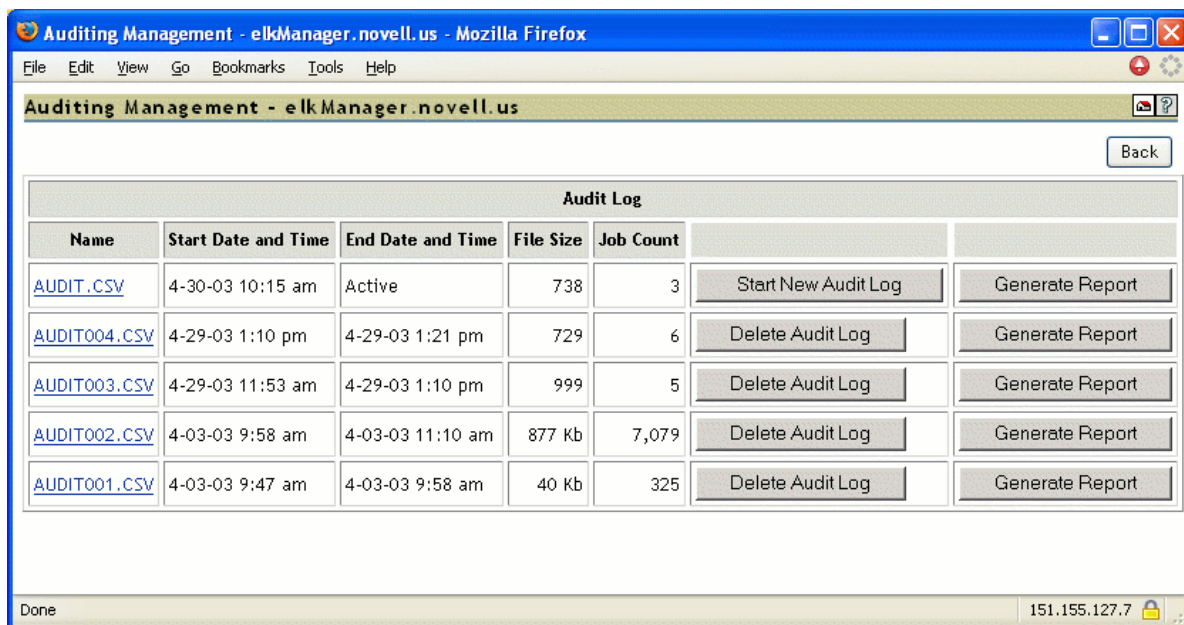 Auditing Management - elkManager.novell.us - Mozilla Firefox
File Edit View Go Bookmarks Tools Help
Auditing Management - elkManager.novell.us
?
Back
Audit Log
Name Start Date and Time End Date and Time File Size Job Count
AUDIT.CSV 4-30-03 10:15 am Active 738 3 Start New Audit Log Generate Report
AUDIT004.CSV 4-29-03 1:10 pm 4-29-03 1:21 pm 729 6 Delete Audit Log Generate Report
AUDIT003.CSV 4-29-03 11:53 am 4-29-03 1:10 pm 999 5 Delete Audit Log Generate Report
AUDIT002.CSV 4-03-03 9:58 am 4-03-03 11:10 am 877 Kb 7,079 Delete Audit Log Generate Report
AUDIT001.CSV 4-03-03 9:47 am 4-03-03 9:58 am 40 Kb 325 Delete Audit Log Generate Report
Done 151.155.127.7